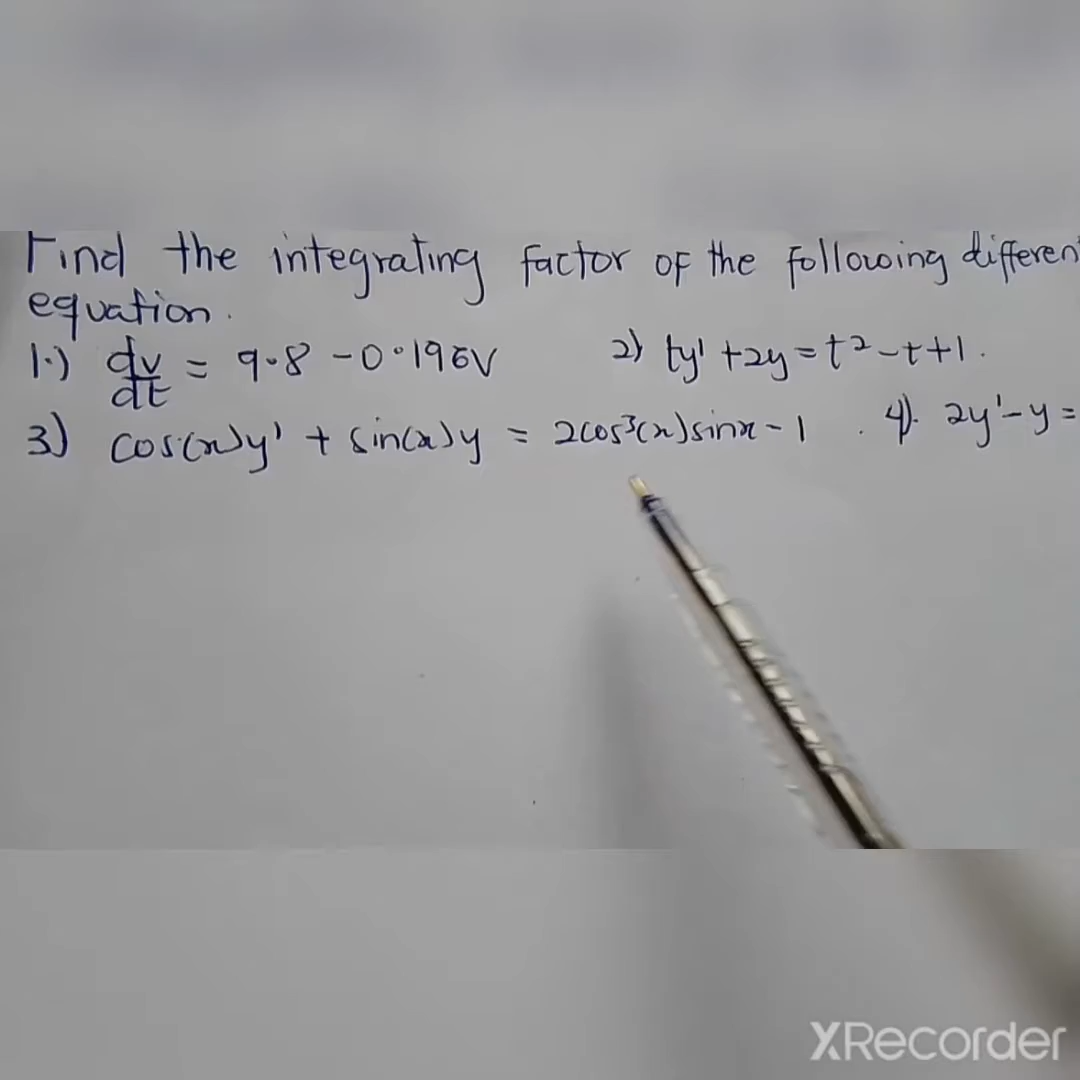 Find the integrating factor of the following differen
equation.
1.) dv/dt = 9.8 - 0.196v 2) ty' + 2y = t² - t + 1.
3) cos(x)y' + sin(x)y = 2cos³(x)sinx - 1. 4). 2y' - y =
XRecorder